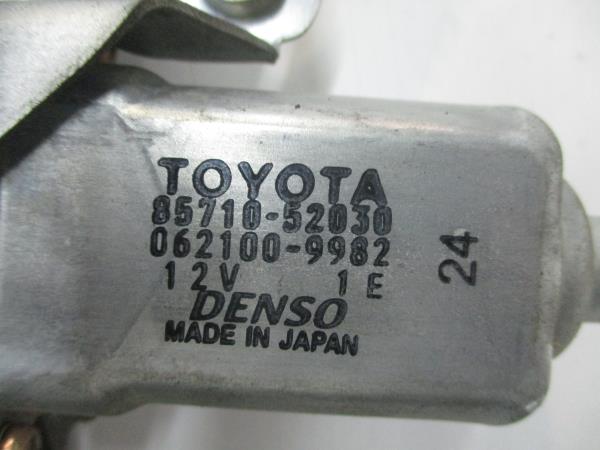 TOYOTA
85710-52030
062100-9982
12V 1E
DENSO
MADE IN JAPAN
24